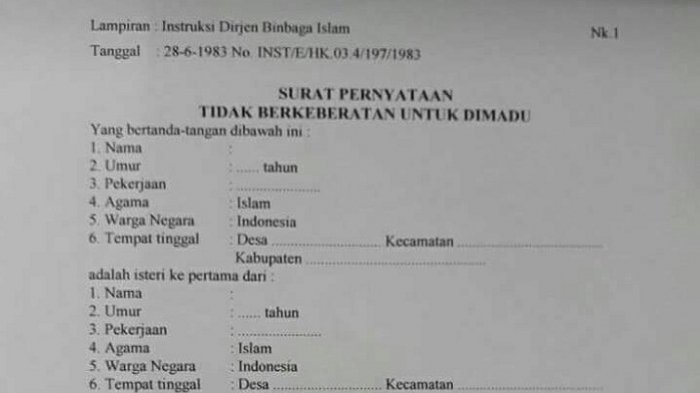 Lampiran : Instruksi Dirjen Binbaga Islam
Nk.1
Tanggal : 28-6-1983 No. INST/E/HK.03.4/197/1983
SURAT PERNYATAAN
TIDAK BERKEBERATAN UNTUK DIMADU
Yang bertanda-tangan dibawah ini :
1. Nama :
2. Umur : ...... tahun
3. Pekerjaan : .....................
4. Agama : Islam
5. Warga Negara : Indonesia
6. Tempat tinggal : Desa ........................... Kecamatan ....................................
Kabupaten .............................................
adalah isteri ke pertama dari :
1. Nama :
2. Umur : ...... tahun
3. Pekerjaan : .....................
4. Agama : Islam
5. Warga Negara : Indonesia
6. Tempat tinggal : Desa ........................... Kecamatan ....................................